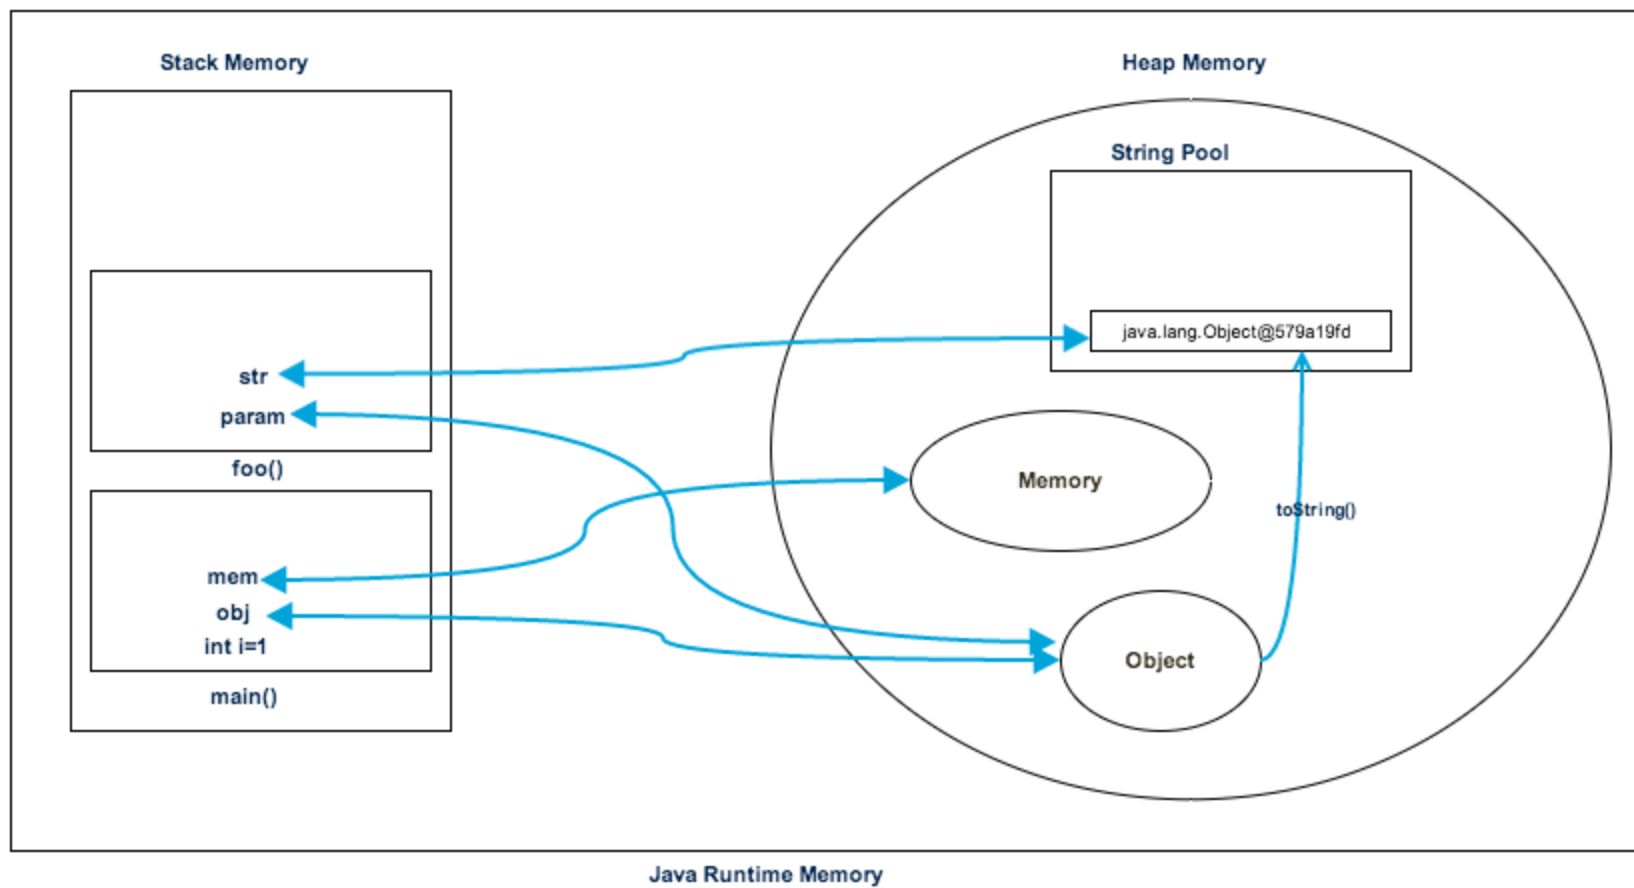 Stack Memory
Heap Memory
String Pool
java.lang.Object@579a19fd
str
param
foo()
Memory
toString()
mem
obj
int i=1
Object
main()
Java Runtime Memory